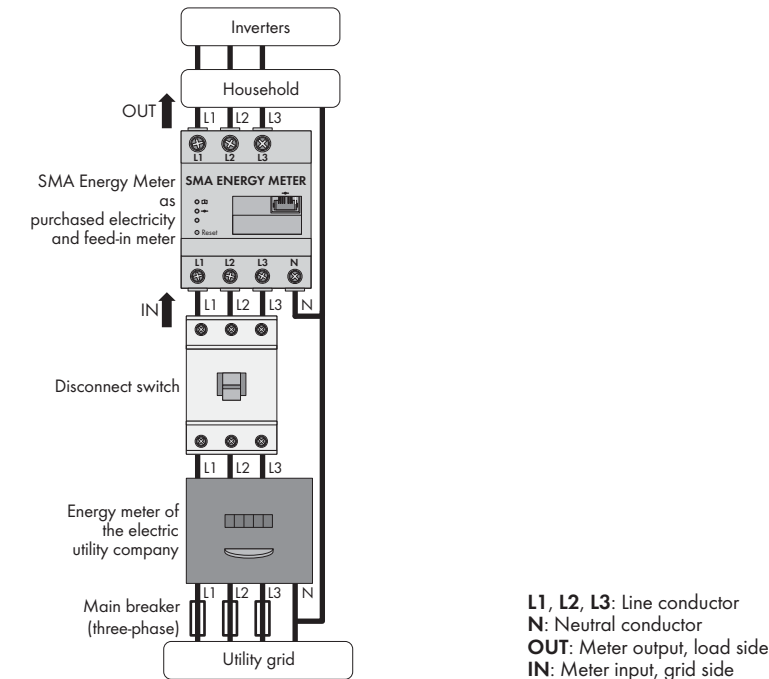 Inverters
Household
OUT
L1 L2 L3
L1 L2 L3
SMA Energy Meter
as
purchased electricity
and feed-in meter
SMA ENERGY METER
Reset
L1 L2 L3 N
IN
L1 L2 L3 N
Disconnect switch
L1 L2 L3
Energy meter of
the electric
utility company
L1 L2 L3 N
Main breaker
(three-phase)
Utility grid
L1, L2, L3: Line conductor
N: Neutral conductor
OUT: Meter output, load side
IN: Meter input, grid side